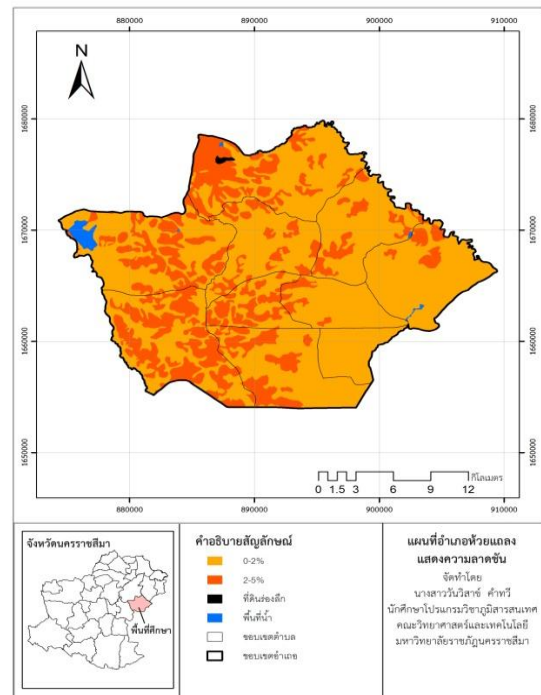 880000 890000 900000 910000
N
1680000 1680000
1670000 1670000
1660000 1660000
1650000 1650000
กิโลเมตร
0 1.5 3 6 9 12
880000 890000 900000 910000
จังหวัดนครราชสีมา
พื้นที่ศึกษา
คำอธิบายสัญลักษณ์
0-2%
2-5%
ที่ดินร่องลึก
พื้นที่น้ำ
ขอบเขตตำบล
ขอบเขตอำเภอ
แผนที่อำเภอห้วยแถลง
แสดงความลาดชัน
จัดทำโดย
นางสาววันวิสาข์ คำทวี
นักศึกษาโปรแกรมวิชาภูมิสารสนเทศ
คณะวิทยาศาสตร์และเทคโนโลยี
มหาวิทยาลัยราชภัฏนครราชสีมา